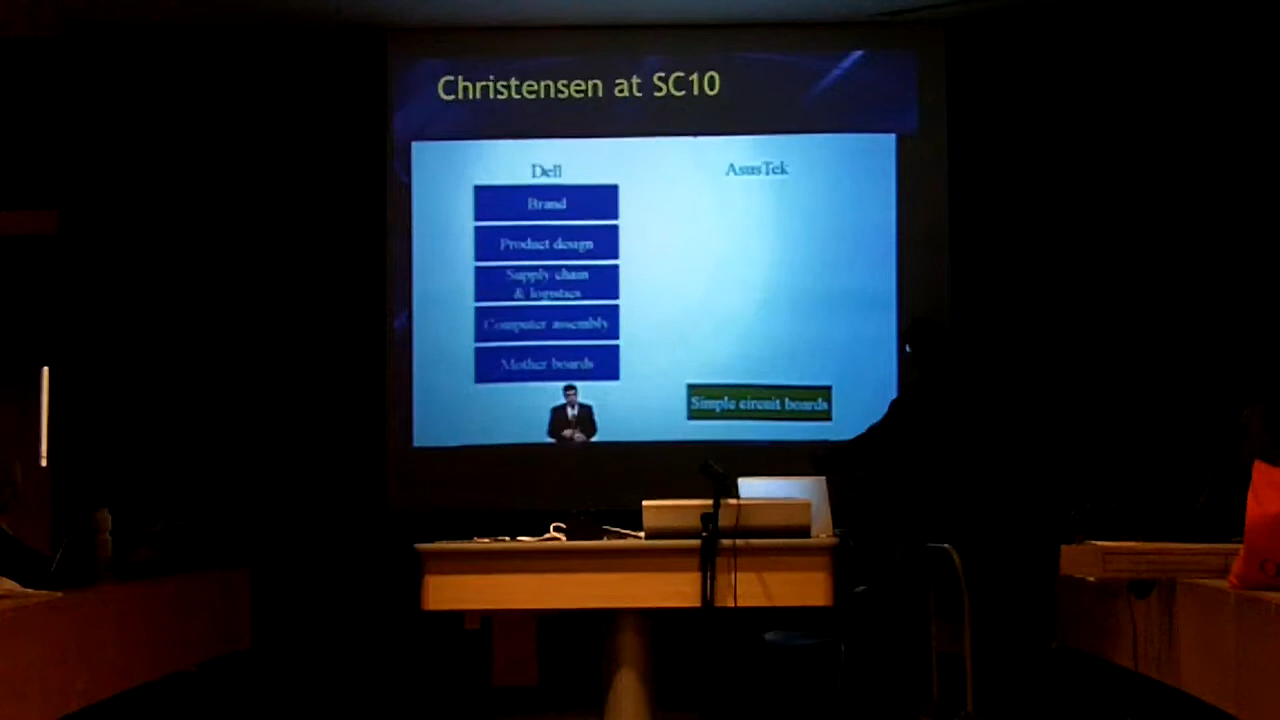 Christensen at SC10
Dell
AsusTek
Brand
Product design
Supply chain
& logistics
Computer assembly
Mother boards
Simple circuit boards